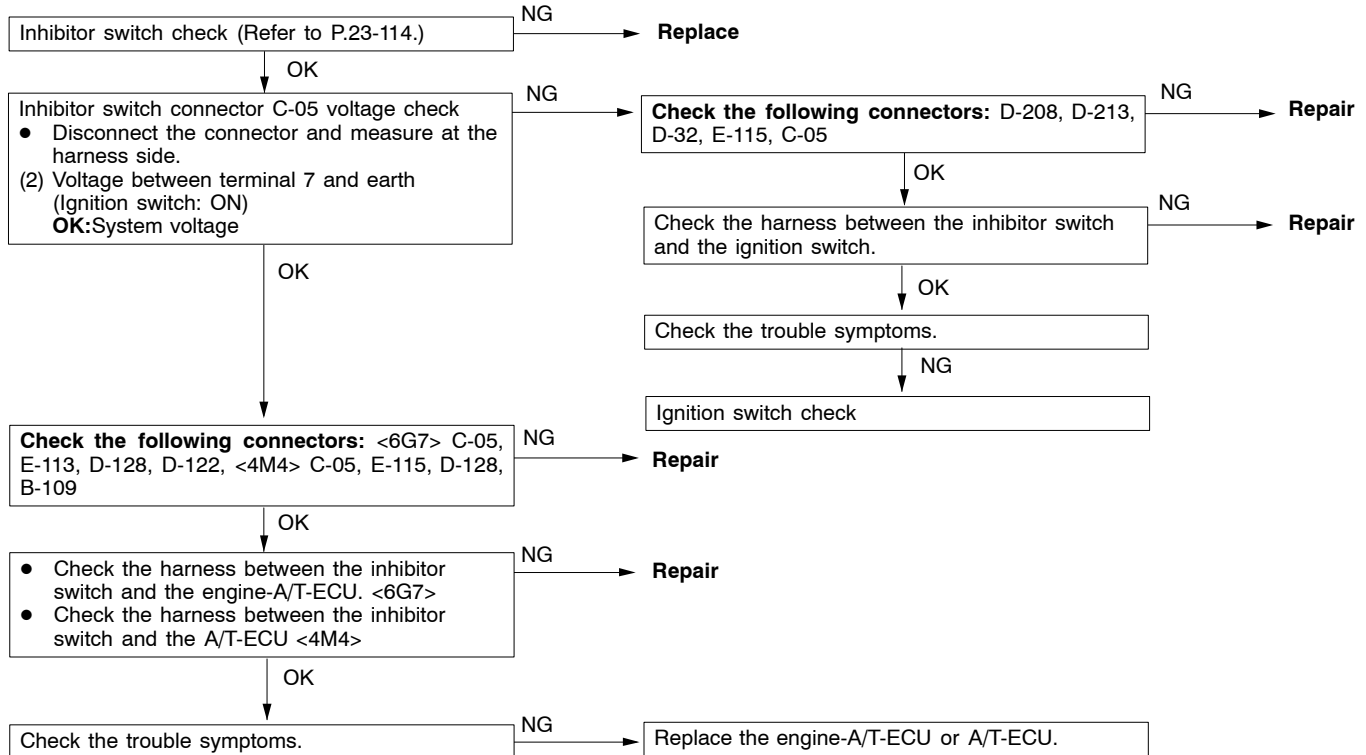 Inhibitor switch check (Refer to P.23-114.)
NG
Replace
OK
Inhibitor switch connector C-05 voltage check
● Disconnect the connector and measure at the
harness side.
(2) Voltage between terminal 7 and earth
(Ignition switch: ON)
OK:System voltage
NG
Check the following connectors: D-208, D-213,
D-32, E-115, C-05
NG
Repair
OK
Check the harness between the inhibitor switch
and the ignition switch.
NG
Repair
OK
Check the trouble symptoms.
NG
Ignition switch check
OK
Check the following connectors: <6G7> C-05,
E-113, D-128, D-122, <4M4> C-05, E-115, D-128,
B-109
NG
Repair
OK
● Check the harness between the inhibitor
switch and the engine-A/T-ECU. <6G7>
● Check the harness between the inhibitor
switch and the A/T-ECU <4M4>
NG
Repair
OK
Check the trouble symptoms.
NG
Replace the engine-A/T-ECU or A/T-ECU.